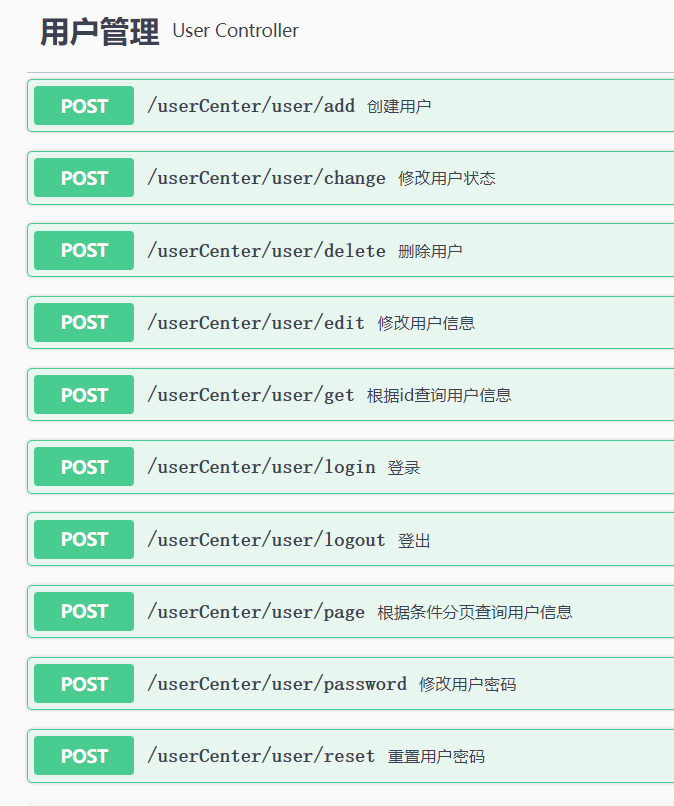 用户管理 User Controller
POST /userCenter/user/add 创建用户
POST /userCenter/user/change 修改用户状态
POST /userCenter/user/delete 删除用户
POST /userCenter/user/edit 修改用户信息
POST /userCenter/user/get 根据id查询用户信息
POST /userCenter/user/login 登录
POST /userCenter/user/logout 登出
POST /userCenter/user/page 根据条件分页查询用户信息
POST /userCenter/user/password 修改用户密码
POST /userCenter/user/reset 重置用户密码